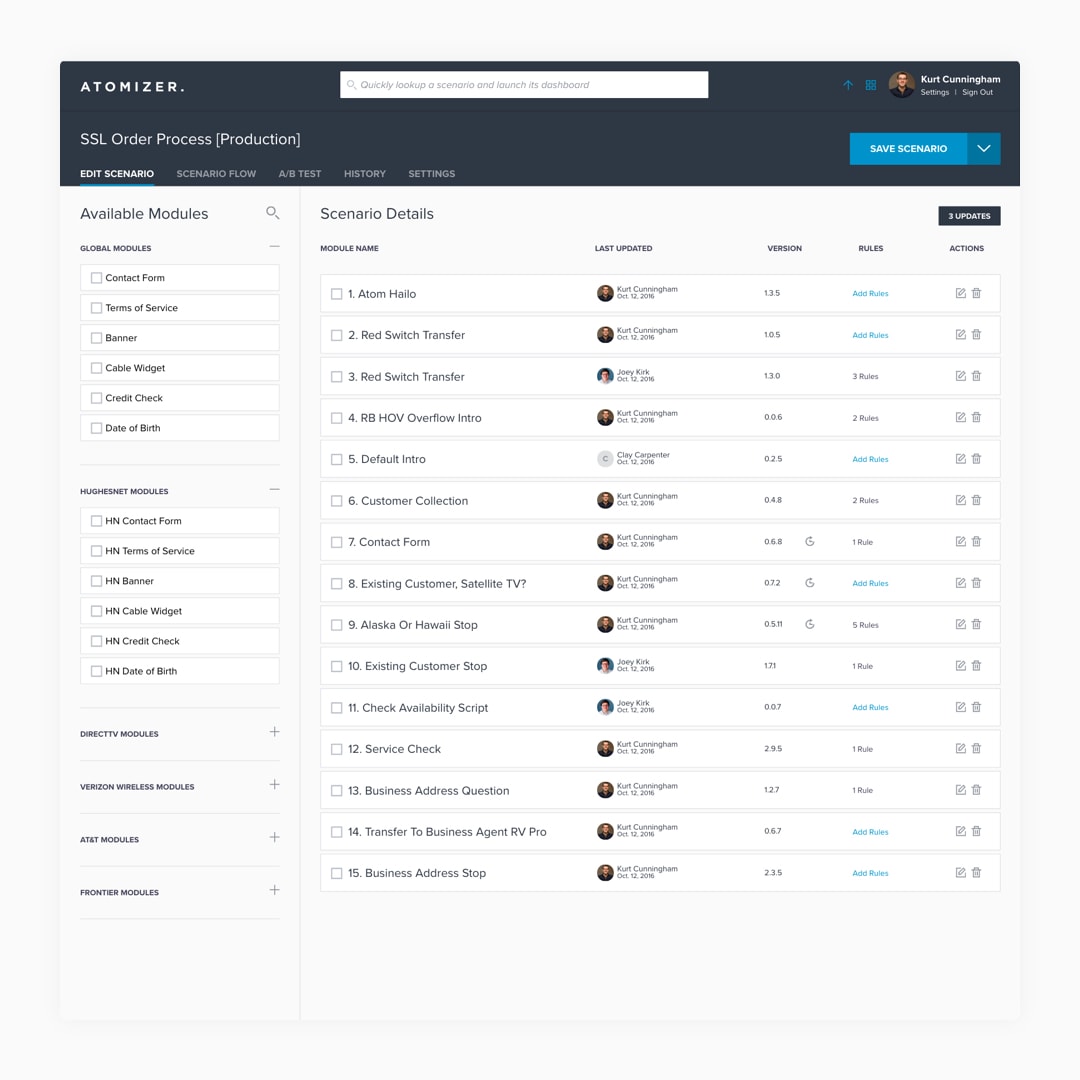 ATOMIZER.
Quickly lookup a scenario and launch its dashboard
Kurt Cunningham
Settings | Sign Out
SSL Order Process [Production]
SAVE SCENARIO
EDIT SCENARIO SCENARIO FLOW A/B TEST HISTORY SETTINGS
Available Modules
GLOBAL MODULES
Contact Form
Terms of Service
Banner
Cable Widget
Credit Check
Date of Birth
HUGHESNET MODULES
HN Contact Form
HN Terms of Service
HN Banner
HN Cable Widget
HN Credit Check
HN Date of Birth
DIRECTTV MODULES
VERIZON WIRELESS MODULES
AT&T MODULES
FRONTIER MODULES
Scenario Details
3 UPDATES
MODULE NAME LAST UPDATED VERSION RULES ACTIONS
1. Atom Hailo Kurt Cunningham 1.3.5 Add Rules
Oct. 12, 2016
2. Red Switch Transfer Kurt Cunningham 1.0.5 Add Rules
Oct. 12, 2016
3. Red Switch Transfer Joey Kirk 1.3.0 3 Rules
Oct. 12, 2016
4. RB HOV Overflow Intro Kurt Cunningham 0.0.6 2 Rules
Oct. 12, 2016
5. Default Intro C Clay Carpenter 0.2.5 Add Rules
Oct. 12, 2016
6. Customer Collection Kurt Cunningham 0.4.8 2 Rules
Oct. 12, 2016
7. Contact Form Kurt Cunningham 0.6.8 1 Rule
Oct. 12, 2016
8. Existing Customer, Satellite TV? Kurt Cunningham 0.7.2 Add Rules
Oct. 12, 2016
9. Alaska Or Hawaii Stop Kurt Cunningham 0.5.11 5 Rules
Oct. 12, 2016
10. Existing Customer Stop Joey Kirk 1.7.1 1 Rule
Oct. 12, 2016
11. Check Availability Script Joey Kirk 0.0.7 Add Rules
Oct. 12, 2016
12. Service Check Kurt Cunningham 2.9.5 1 Rule
Oct. 12, 2016
13. Business Address Question Kurt Cunningham 1.2.7 1 Rule
Oct. 12, 2016
14. Transfer To Business Agent RV Pro Kurt Cunningham 0.6.7 Add Rules
Oct. 12, 2016
15. Business Address Stop Kurt Cunningham 2.3.5 Add Rules
Oct. 12, 2016